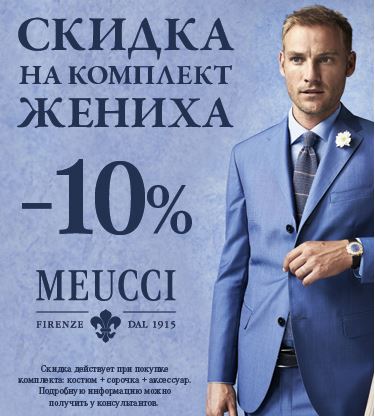 СКИДКА
НА КОМПЛЕКТ
ЖЕНИХА
–10%
MEUCCI
FIRENZE DAL 1915
Скидка действует при покупке
комплекта: костюм + сорочка + аксессуар.
Подробную информацию можно
получить у консультантов.